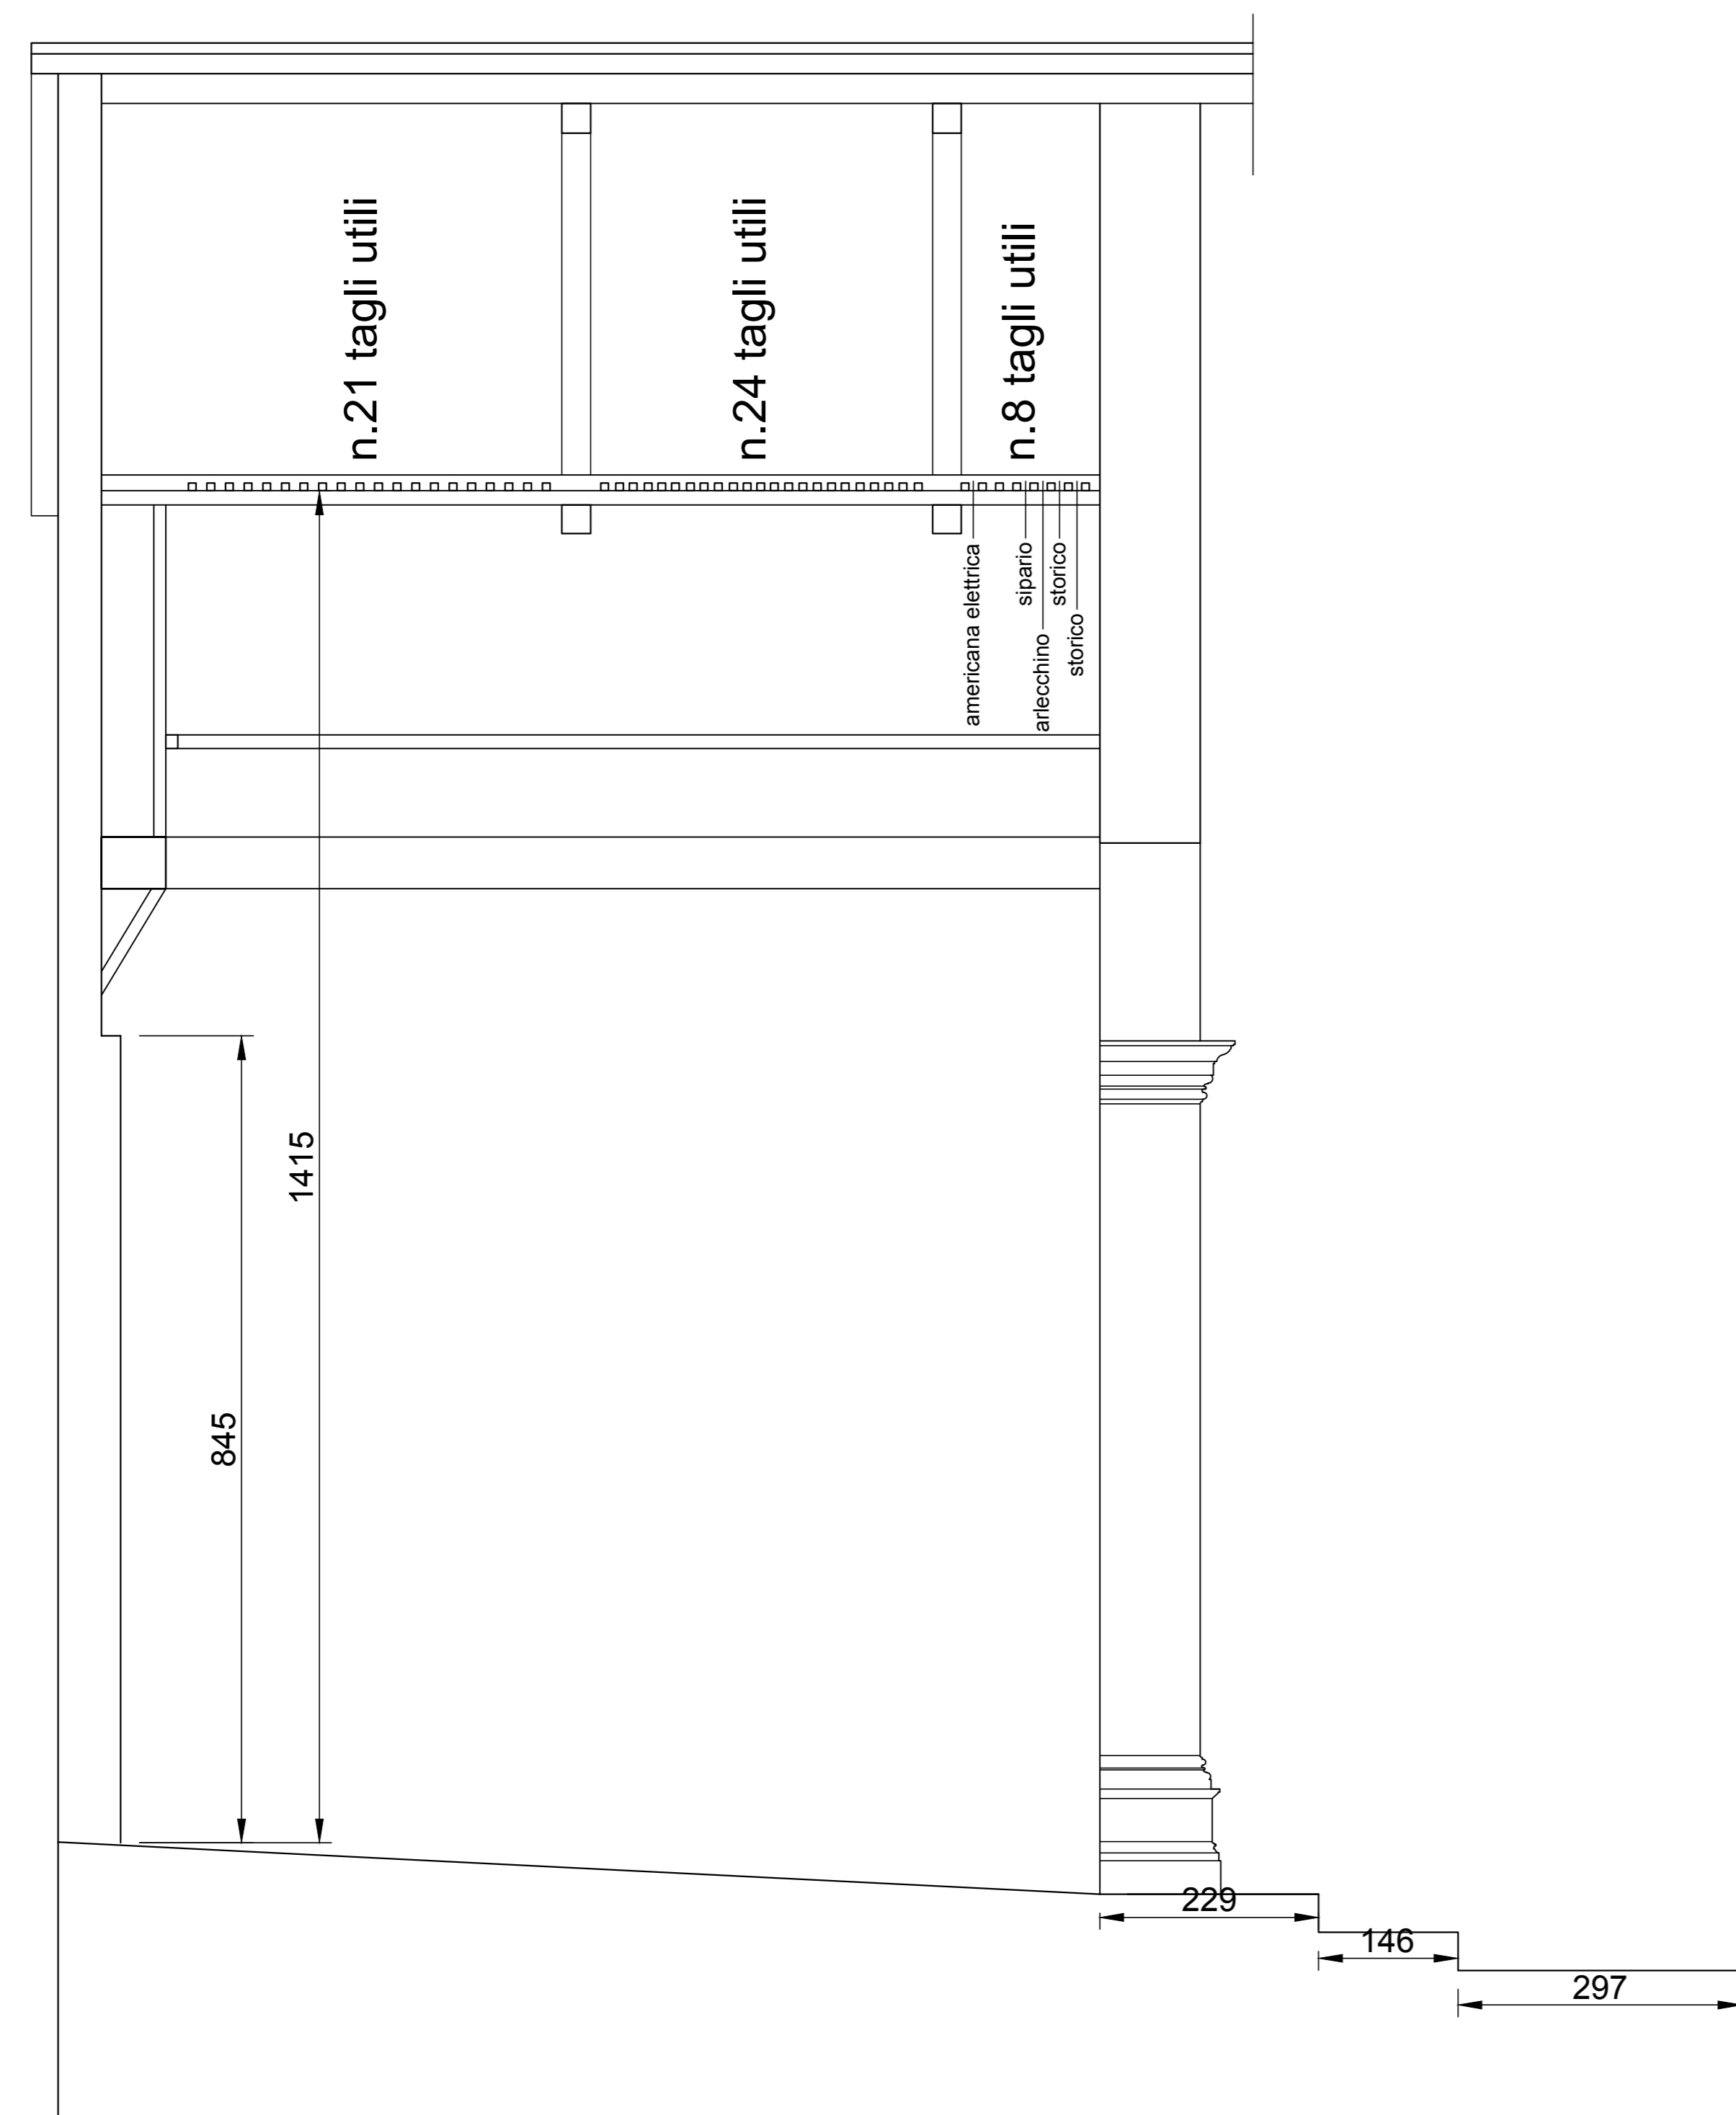 n.21 tagli utili
n.24 tagli utili
n.8 tagli utili
americana elettrica
sipario
arlecchino
storico
storico
1415
845
229
146
297